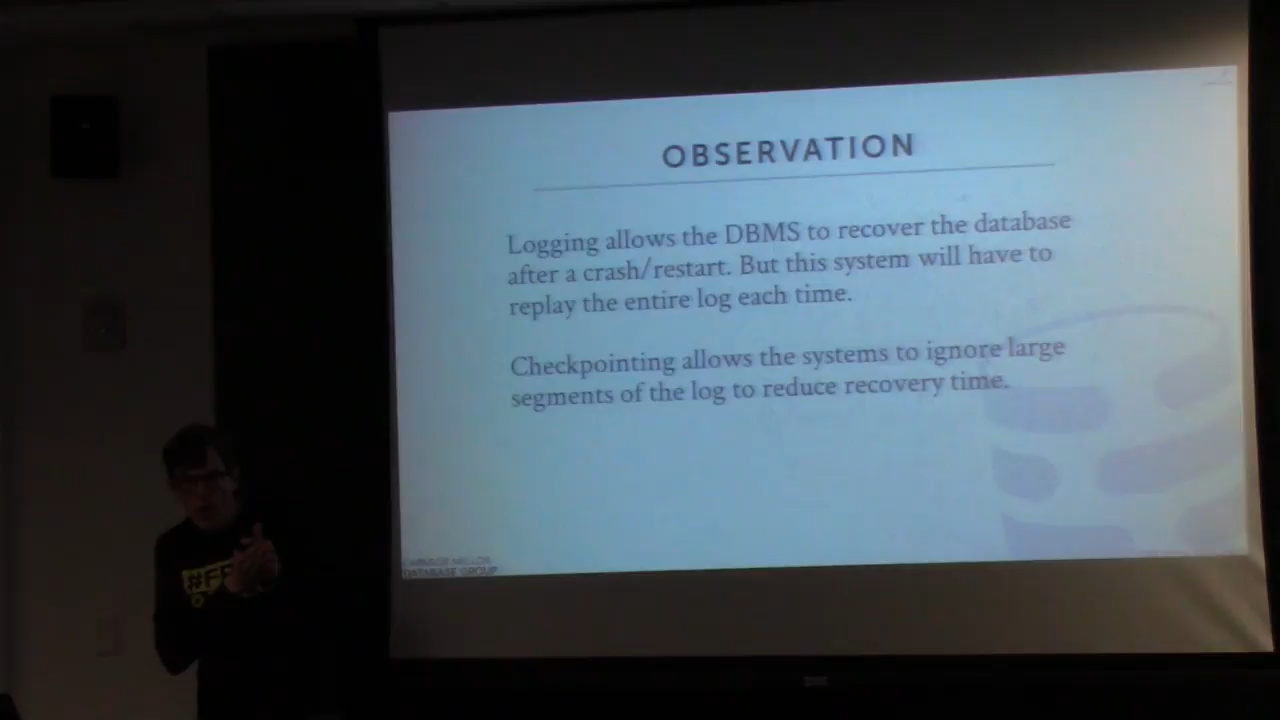 OBSERVATION
Logging allows the DBMS to recover the database
after a crash/restart. But this system will have to
replay the entire log each time.
Checkpointing allows the systems to ignore large
segments of the log to reduce recovery time.
CARNEGIE MELLON
DATABASE GROUP